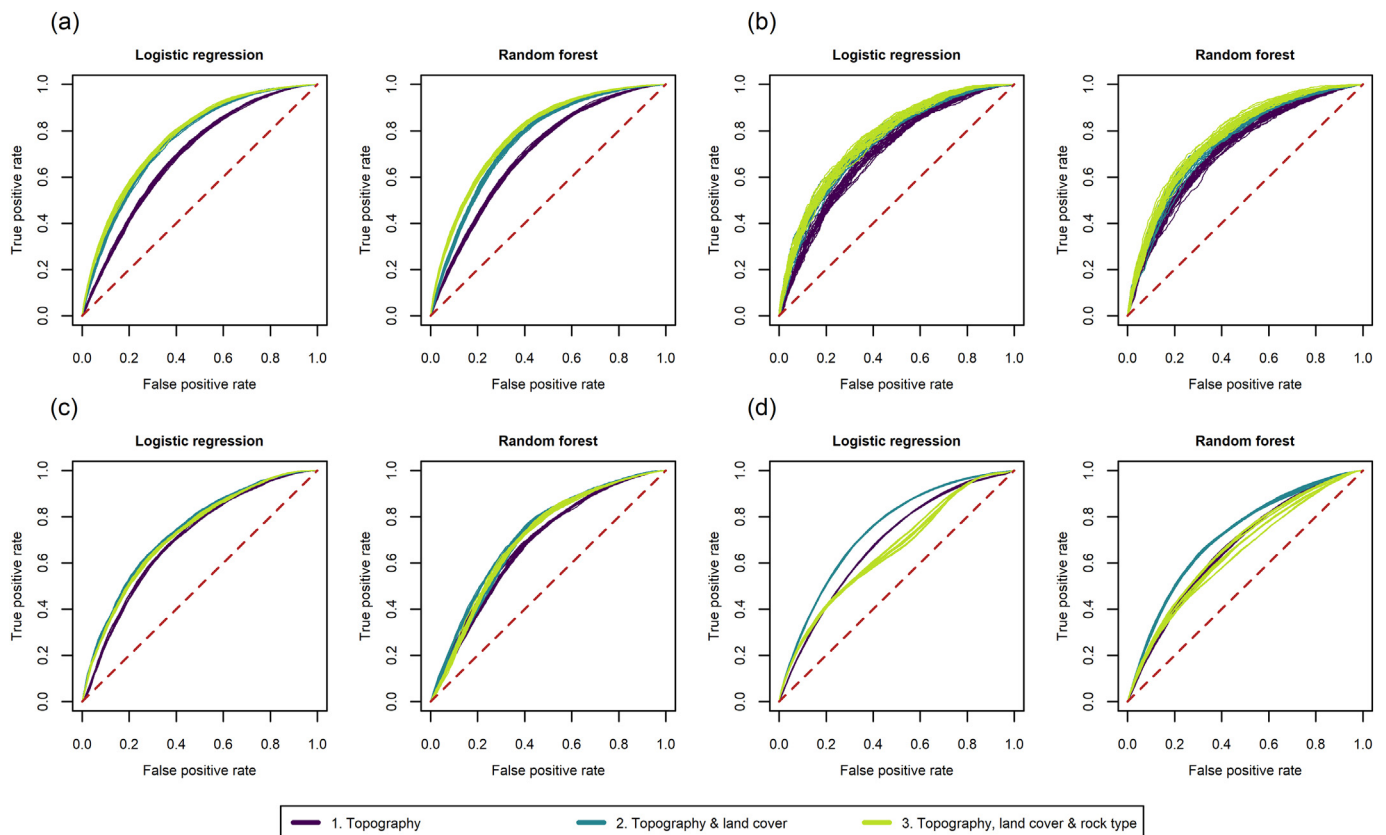 (a)
(b)
Logistic regression
Random forest
Logistic regression
Random forest
True positive rate
0.0 0.2 0.4 0.6 0.8 1.0
True positive rate
0.0 0.2 0.4 0.6 0.8 1.0
True positive rate
0.0 0.2 0.4 0.6 0.8 1.0
True positive rate
0.0 0.2 0.4 0.6 0.8 1.0
0.0 0.2 0.4 0.6 0.8 1.0
0.0 0.2 0.4 0.6 0.8 1.0
0.0 0.2 0.4 0.6 0.8 1.0
0.0 0.2 0.4 0.6 0.8 1.0
False positive rate
False positive rate
False positive rate
False positive rate
(c)
(d)
Logistic regression
Random forest
Logistic regression
Random forest
True positive rate
0.0 0.2 0.4 0.6 0.8 1.0
True positive rate
0.0 0.2 0.4 0.6 0.8 1.0
True positive rate
0.0 0.2 0.4 0.6 0.8 1.0
True positive rate
0.0 0.2 0.4 0.6 0.8 1.0
0.0 0.2 0.4 0.6 0.8 1.0
0.0 0.2 0.4 0.6 0.8 1.0
0.0 0.2 0.4 0.6 0.8 1.0
0.0 0.2 0.4 0.6 0.8 1.0
False positive rate
False positive rate
False positive rate
False positive rate
1. Topography
2. Topography & land cover
3. Topography, land cover & rock type